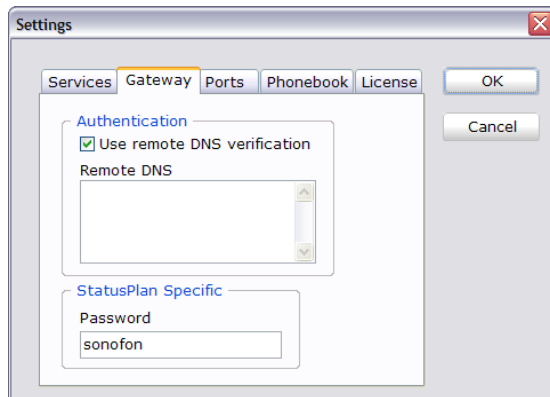 Settings
Services Gateway Ports Phonebook License
OK
Cancel
Authentication
Use remote DNS verification
Remote DNS
StatusPlan Specific
Password
sonofon